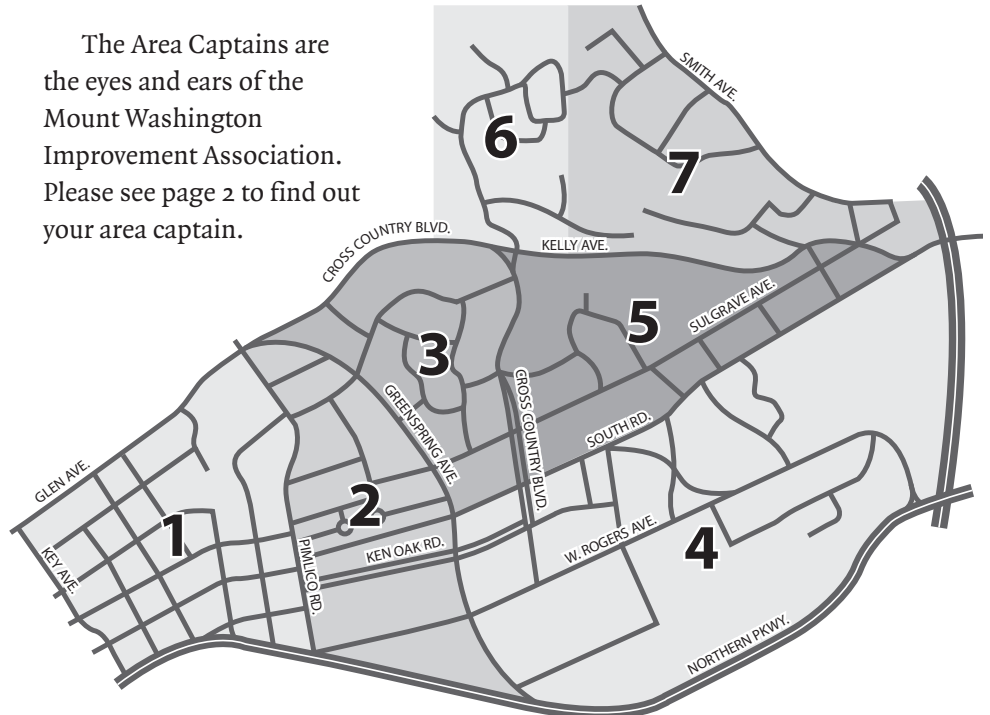 The Area Captains are
the eyes and ears of the
Mount Washington
Improvement Association.
Please see page 2 to find out
your area captain.
SMITH AVE.
6
7
CROSS COUNTRY BLVD.
KELLY AVE.
SULGRAVE AVE.
5
3
GREENSPRING AVE.
CROSS COUNTRY BLVD.
SOUTH RD.
GLEN AVE.
2
1
KEY AVE.
PIMLICO RD.
KEN OAK RD.
W. ROGERS AVE.
4
NORTHERN PKWY.